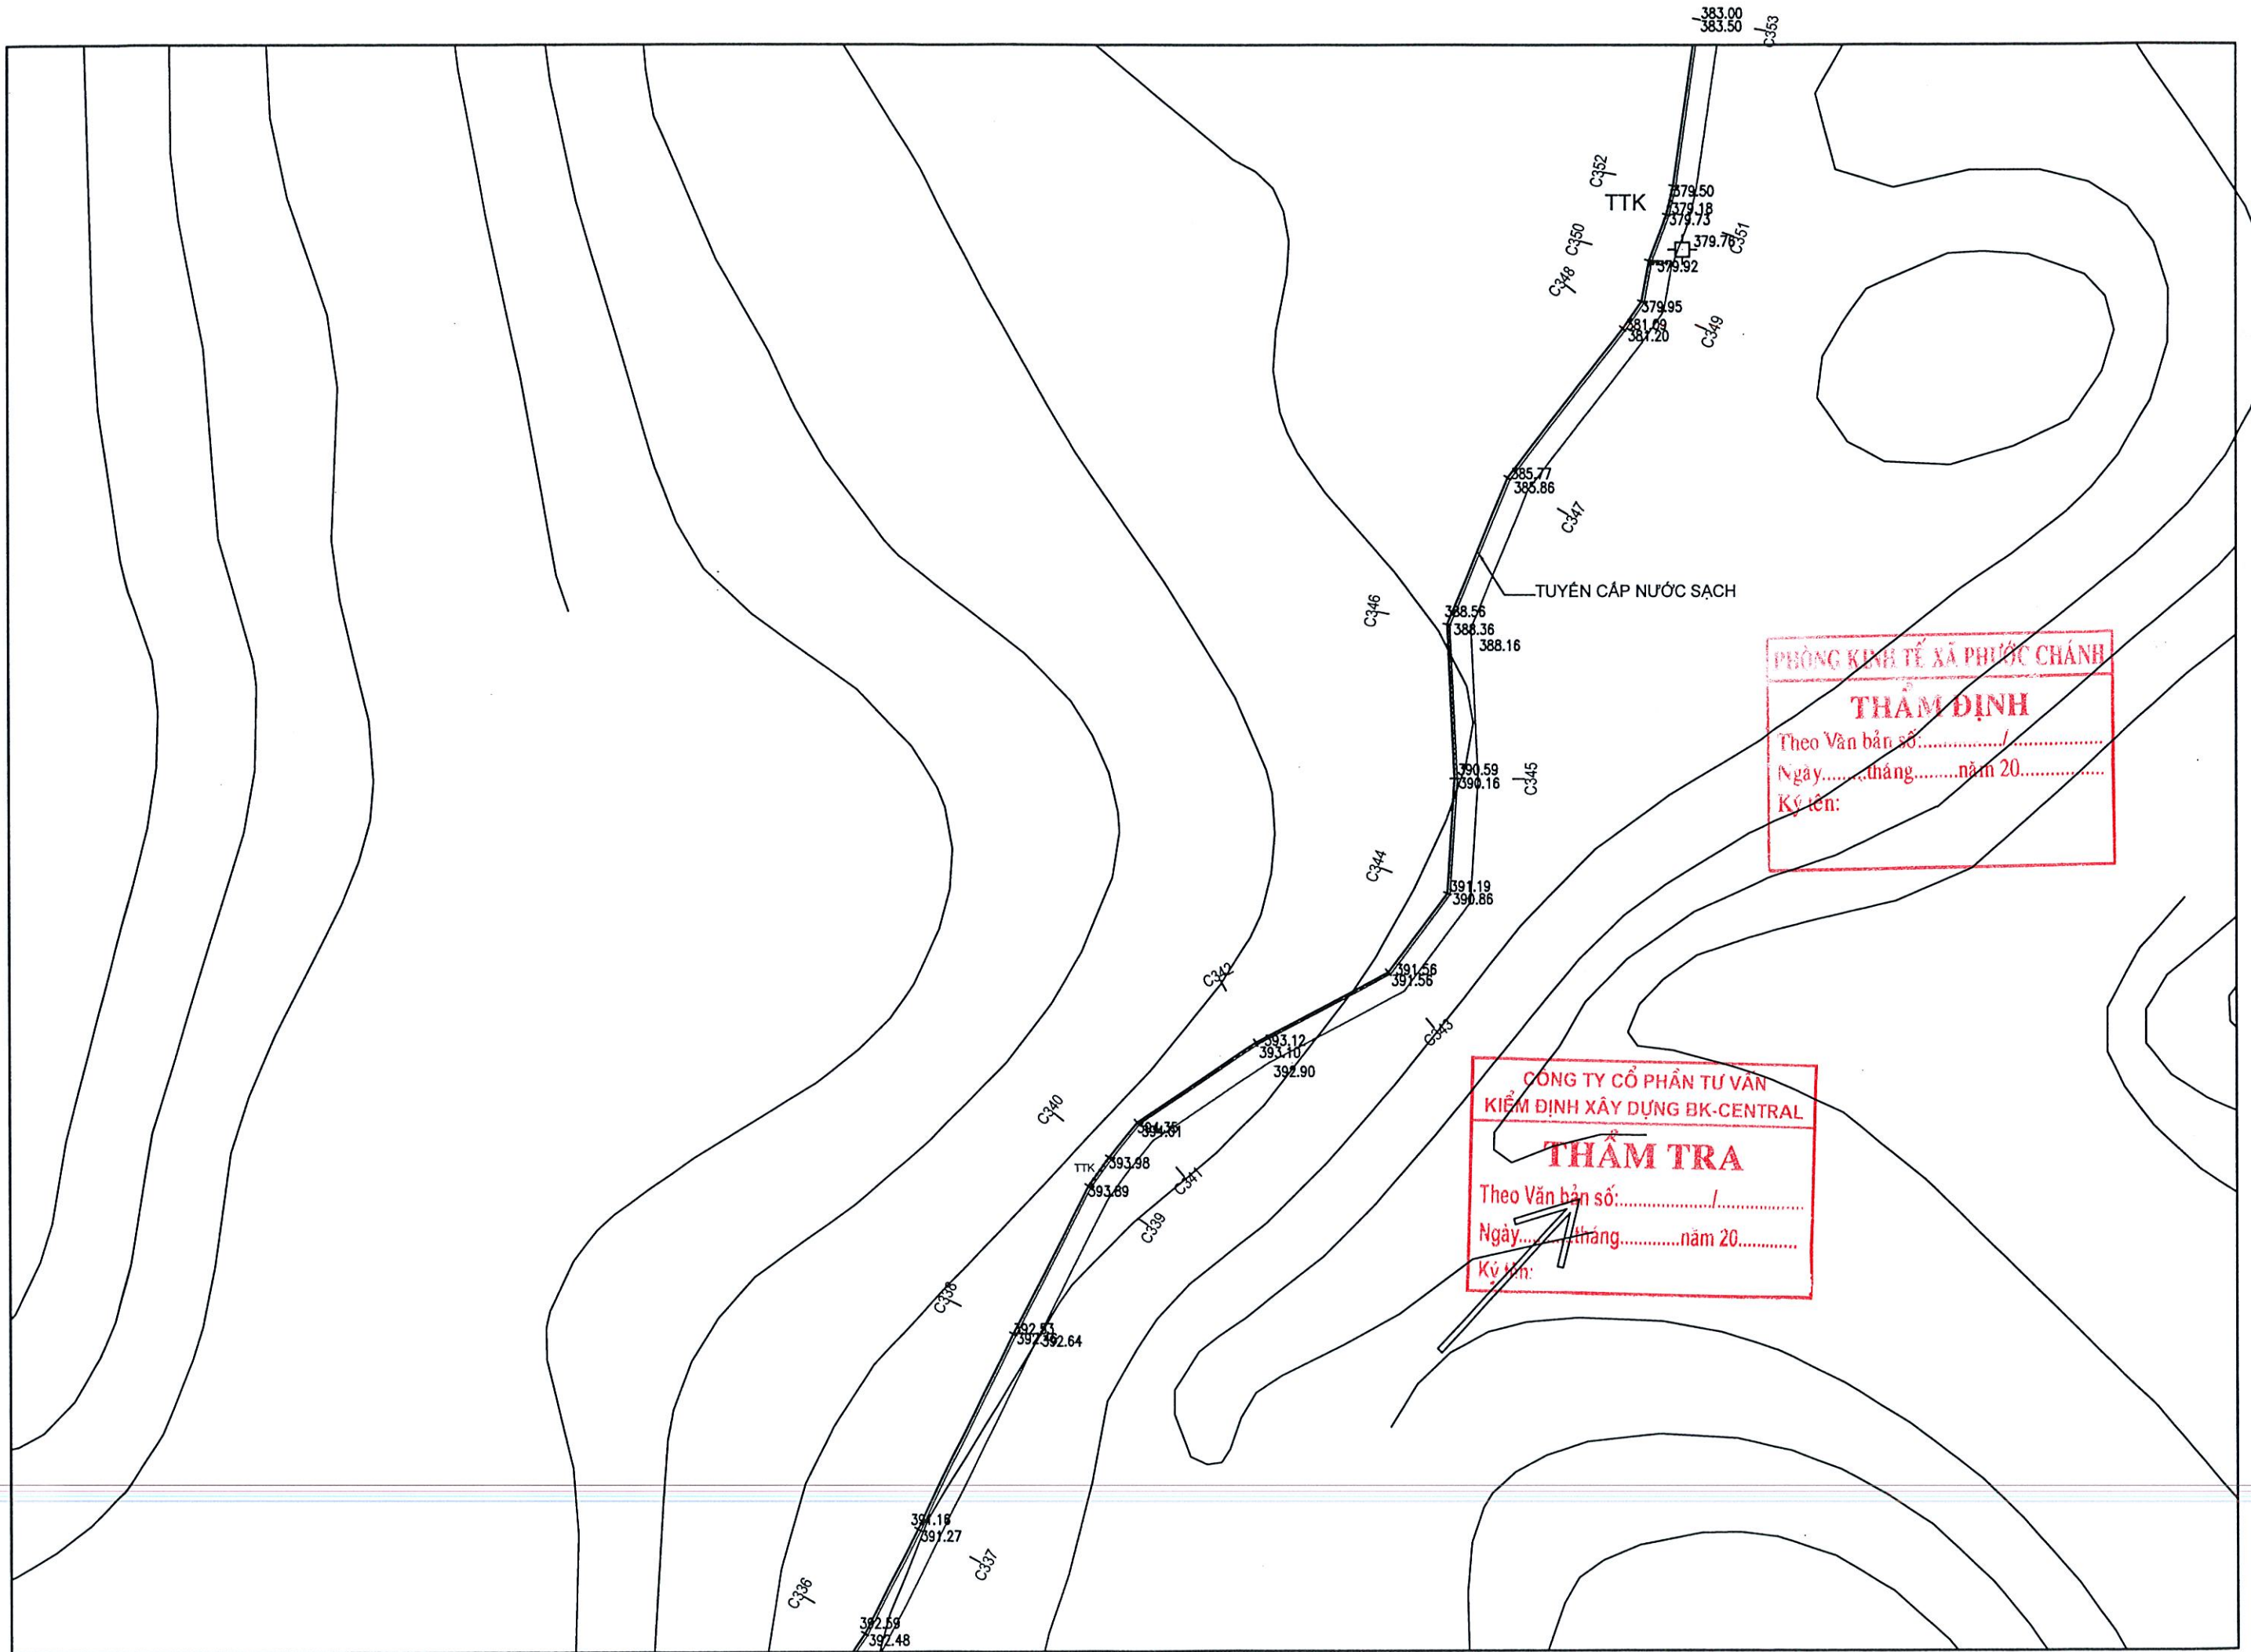 383.00
383.50
C353
C352
379.50
TTK
379.18
379.73
C350
379.76
C351
379.92
C348
379.95
381.09
381.20
C349
385.77
385.86
C347
TUYẾN CẤP NƯỚC SẠCH
C346
388.56
388.36
388.16
PHÒNG KINH TẾ XÃ PHƯỚC CHÁNH
THẨM ĐỊNH
Theo Văn bản số:............../.................
Ngày........tháng........năm 20................
Ký tên:
390.59
390.16
C345
C344
391.19
390.86
C342
391.56
391.56
C343
393.12
393.10
392.90
CÔNG TY CỔ PHẦN TƯ VẤN
KIỂM ĐỊNH XÂY DỰNG BK-CENTRAL
THẨM TRA
Theo Văn bản số:..................../..................
Ngày............tháng............năm 20............
Ký tên:
C340
TTK
393.98
C341
393.89
C339
C338
392.64
391.16
391.27
C337
C336
392.59
392.48